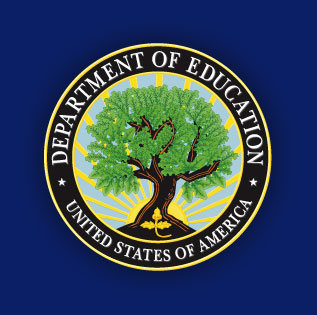 DEPARTMENT OF EDUCATION
UNITED STATES OF AMERICA